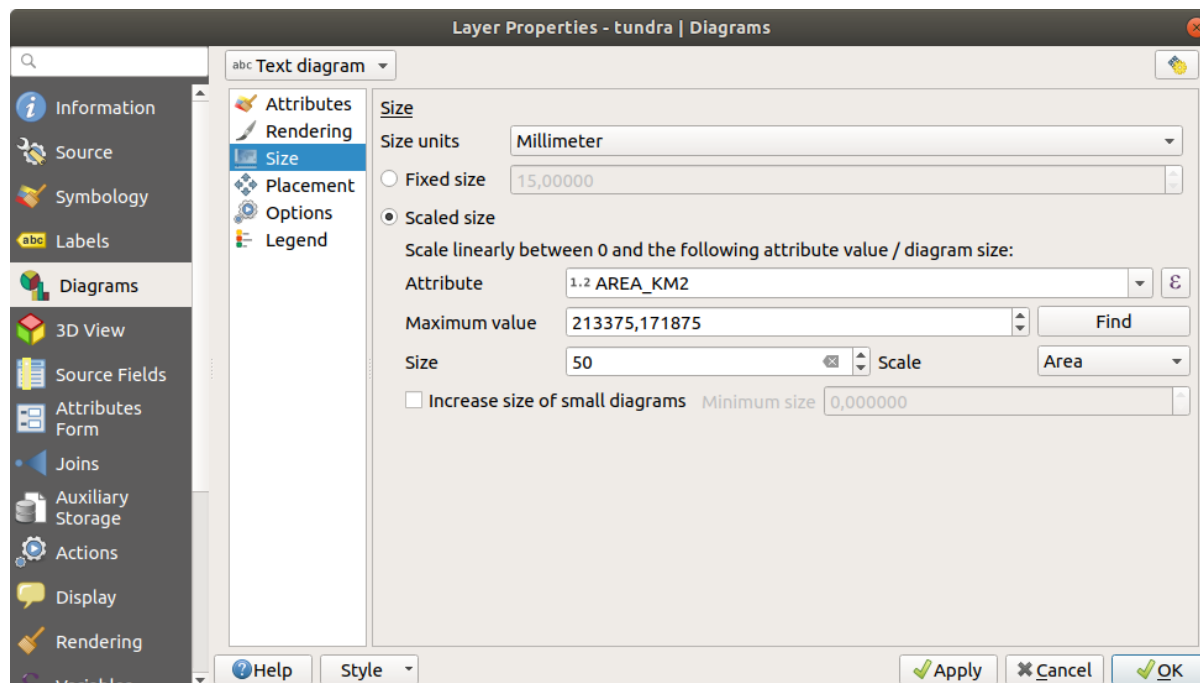 Layer Properties - tundra | Diagrams
abc Text diagram
Information
Source
Symbology
abc Labels
Diagrams
3D View
Source Fields
Attributes
Form
Joins
Auxiliary
Storage
Actions
Display
Rendering
Attributes
Rendering
Size
Placement
Options
Legend
Size
Size units Millimeter
Fixed size 15,00000
Scaled size
Scale linearly between 0 and the following attribute value / diagram size:
Attribute 1.2 AREA_KM2 ε
Maximum value 213375,171875 Find
Size 50 Scale Area
Increase size of small diagrams Minimum size 0,000000
Help Style Apply Cancel OK